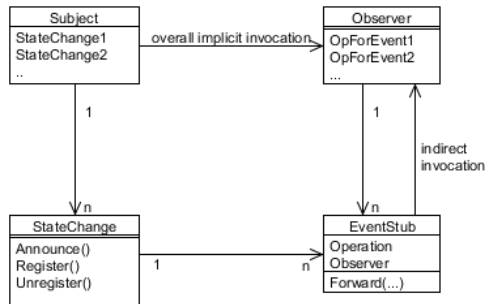 Subject
StateChange1
StateChange2
..
overall implicit invocation
Observer
OpForEvent1
OpForEvent2
...
1
1
indirect
invocation
n
n
StateChange
Announce()
Register()
Unregister()
1
n
EventStub
Operation
Observer
Forward(...)